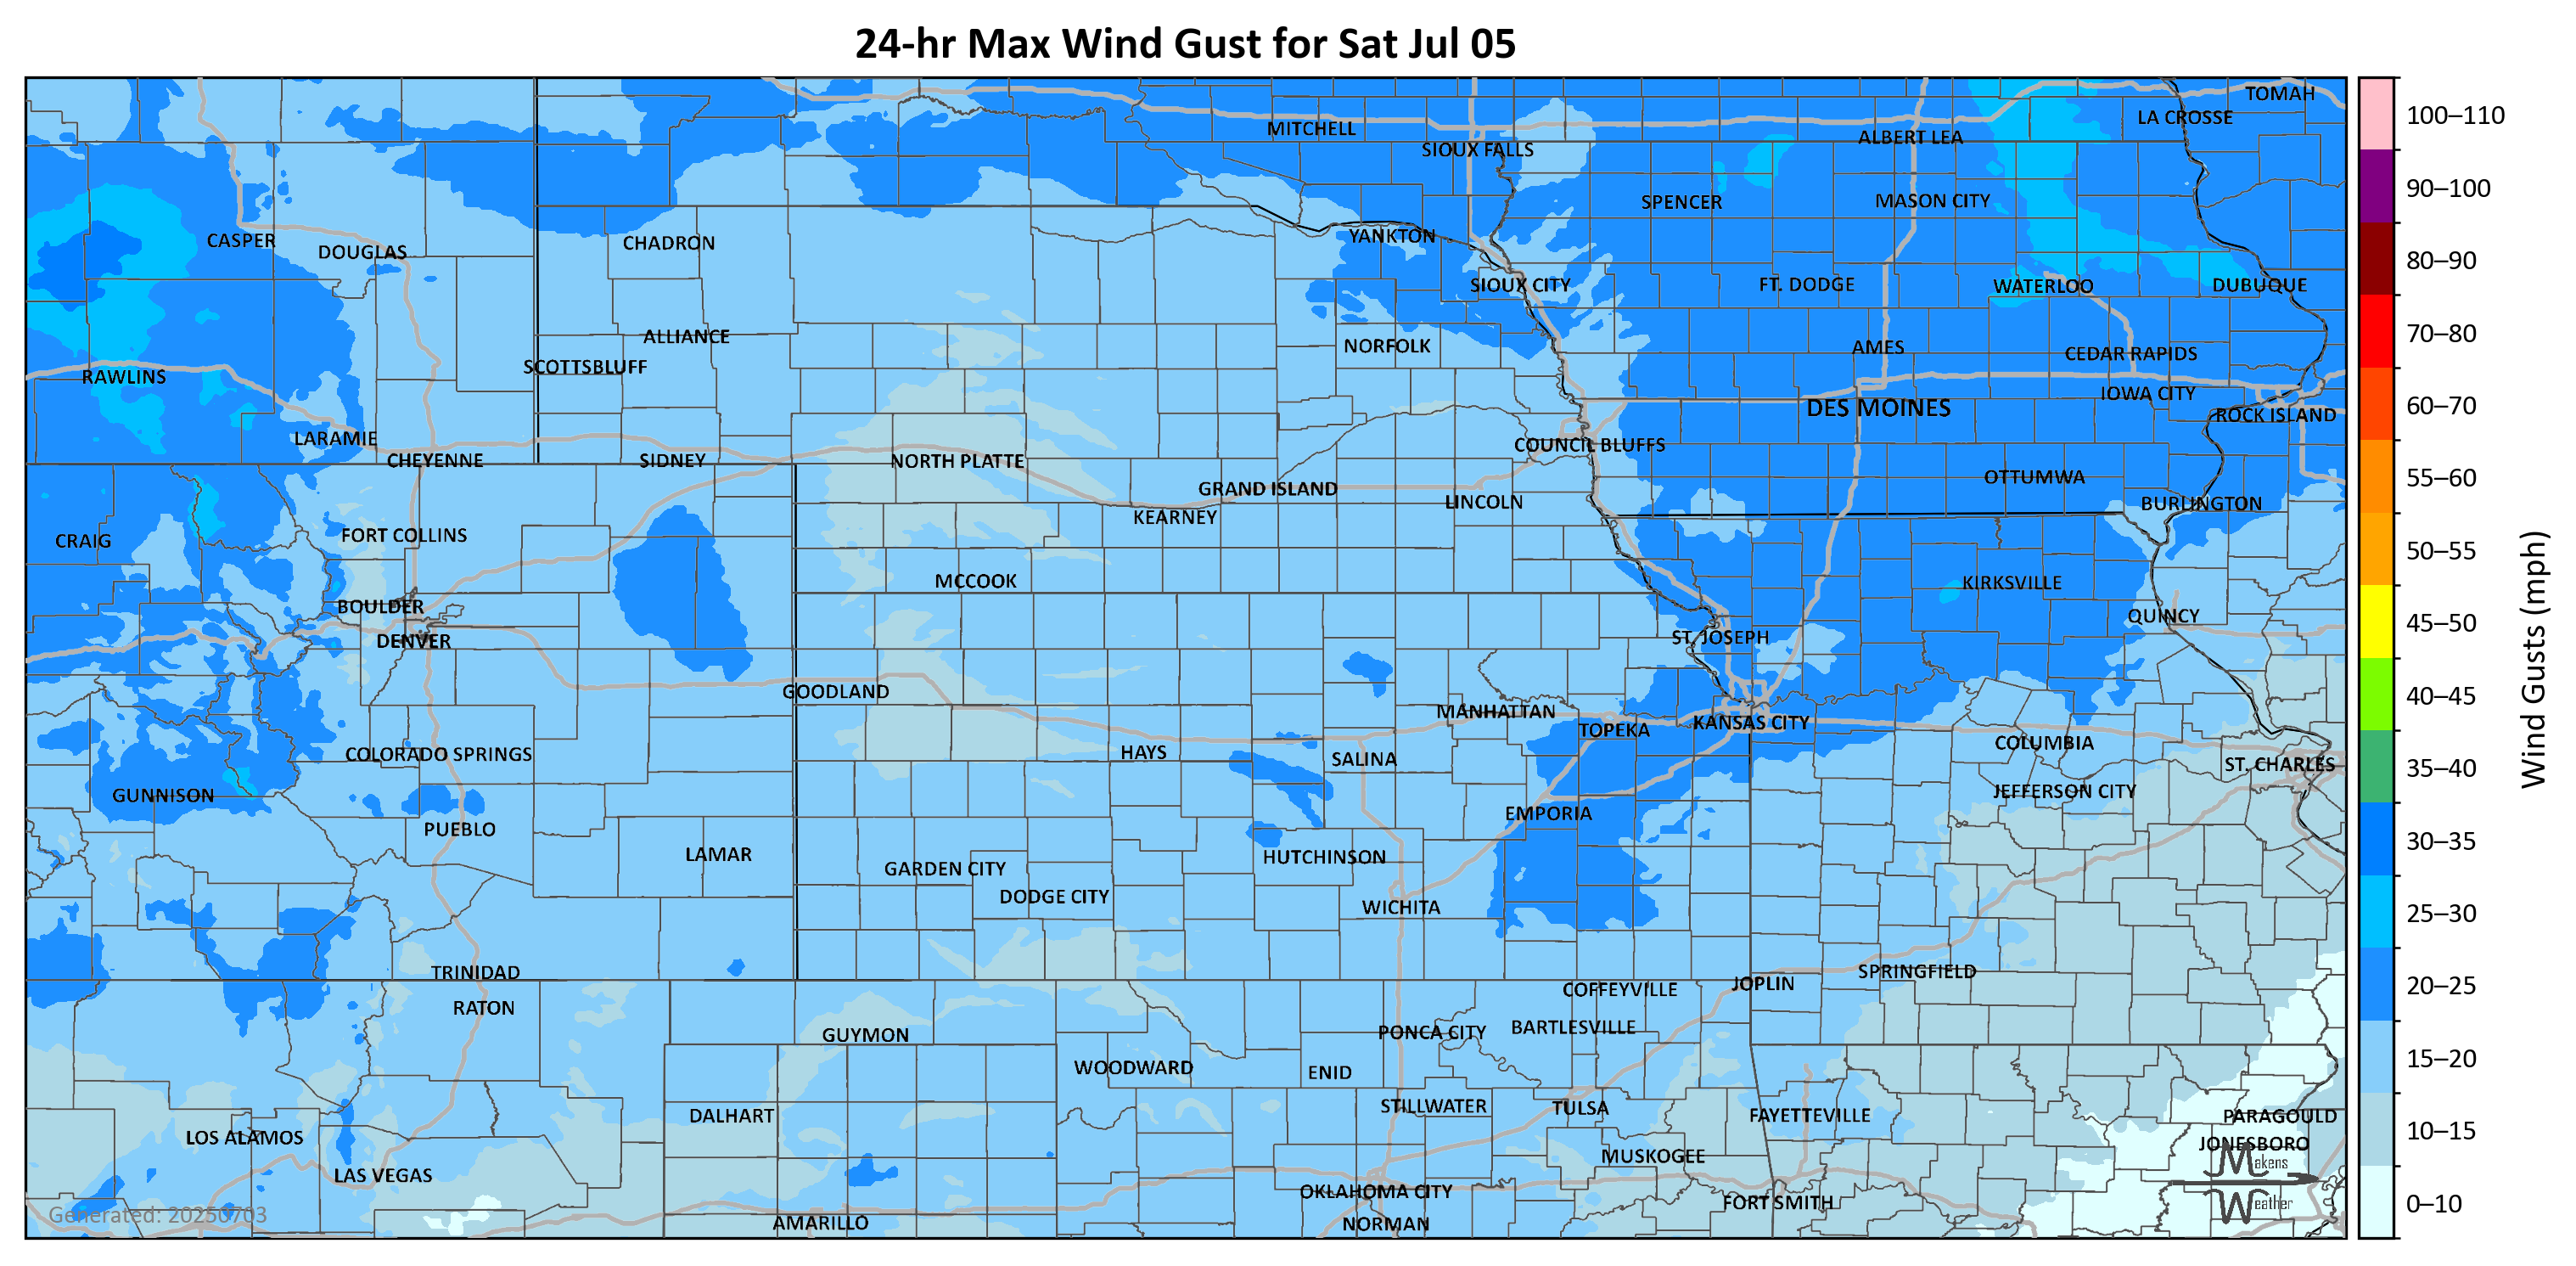 24-hr Max Wind Gust for Sat Jul 05
TOMAH
LA CROSSE
MITCHELL
ALBERT LEA
SIOUX FALLS
SPENCER
MASON CITY
CASPER
DOUGLAS
CHADRON
YANKTON
SIOUX CITY
FT. DODGE
WATERLOO
DUBUQUE
ALLIANCE
NORFOLK
AMES
CEDAR RAPIDS
SCOTTSBLUFF
RAWLINS
IOWA CITY
DES MOINES
ROCK ISLAND
LARAMIE
COUNCIL BLUFFS
CHEYENNE
SIDNEY
NORTH PLATTE
OTTUMWA
GRAND ISLAND
LINCOLN
BURLINGTON
KEARNEY
FORT COLLINS
CRAIG
MCCOOK
KIRKSVILLE
BOULDER
QUINCY
DENVER
ST. JOSEPH
GOODLAND
MANHATTAN
KANSAS CITY
TOPEKA
COLUMBIA
COLORADO SPRINGS
HAYS
SALINA
ST. CHARLES
GUNNISON
JEFFERSON CITY
EMPORIA
PUEBLO
LAMAR
HUTCHINSON
GARDEN CITY
DODGE CITY
WICHITA
TRINIDAD
SPRINGFIELD
JOPLIN
COFFEYVILLE
RATON
BARTLESVILLE
PONCA CITY
GUYMON
WOODWARD
ENID
STILLWATER
TULSA
DALHART
FAYETTEVILLE
PARAGOULD
LOS ALAMOS
JONESBORO
MUSKOGEE
LAS VEGAS
OKLAHOMA CITY
FORT SMITH
AMARILLO
NORMAN
Generated: 20250703
Makens
Weather
100–110
90–100
80–90
70–80
60–70
55–60
50–55
45–50
40–45
35–40
30–35
25–30
20–25
15–20
10–15
0–10
Wind Gusts (mph)